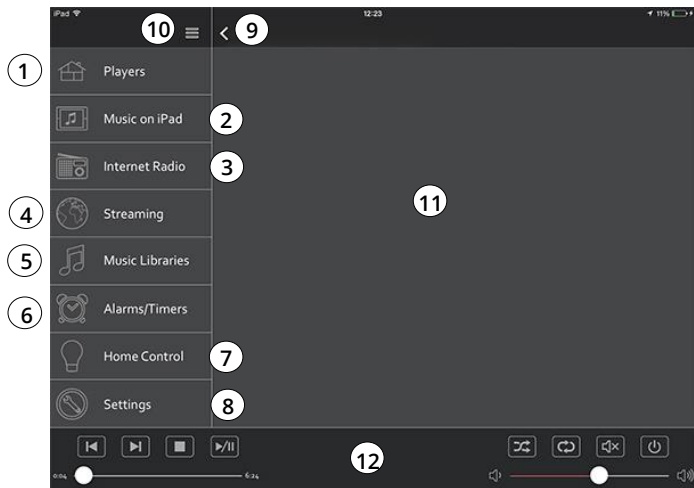 iPad 12:23 11%
10 9
1 Players
Music on iPad 2
Internet Radio 3
11
4 Streaming
5 Music Libraries
6 Alarms/Timers
Home Control 7
Settings 8
12
0:04 6:24